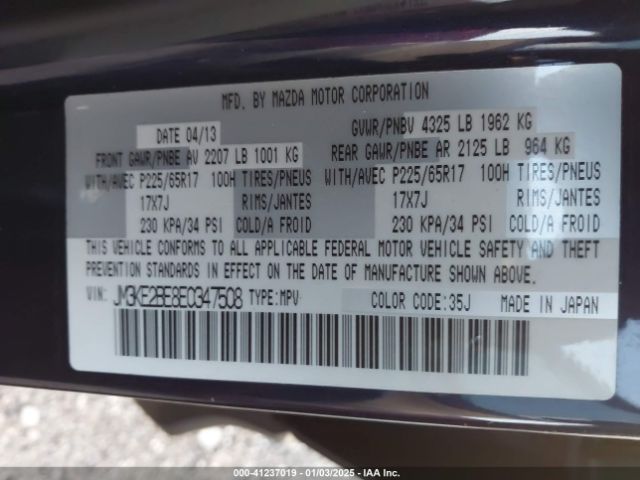 MFD. BY MAZDA MOTOR CORPORATION
DATE 04/13 GVWR/PNBV 4325 LB 1962 KG
FRONT GAWR/PNBE AV 2207 LB 1001 KG REAR GAWR/PNBE AR 2125 LB 964 KG
WITH/AVEC P225/65R17 100H TIRES/PNEUS WITH/AVEC P225/65R17 100H TIRES/PNEUS
17X7J RIMS/JANTES 17X7J RIMS/JANTES
230 KPA/34 PSI COLD/A FROID 230 KPA/34 PSI COLD/A FROID
THIS VEHICLE CONFORMS TO ALL APPLICABLE FEDERAL MOTOR VEHICLE SAFETY AND THEFT
PREVENTION STANDARDS IN EFFECT ON THE DATE OF MANUFACTURE SHOWN ABOVE.
VIN: JM3KE2BE8E0347508 TYPE:MPV COLOR CODE:35J MADE IN JAPAN
000-41237019 - 01/03/2025 - IAA Inc.